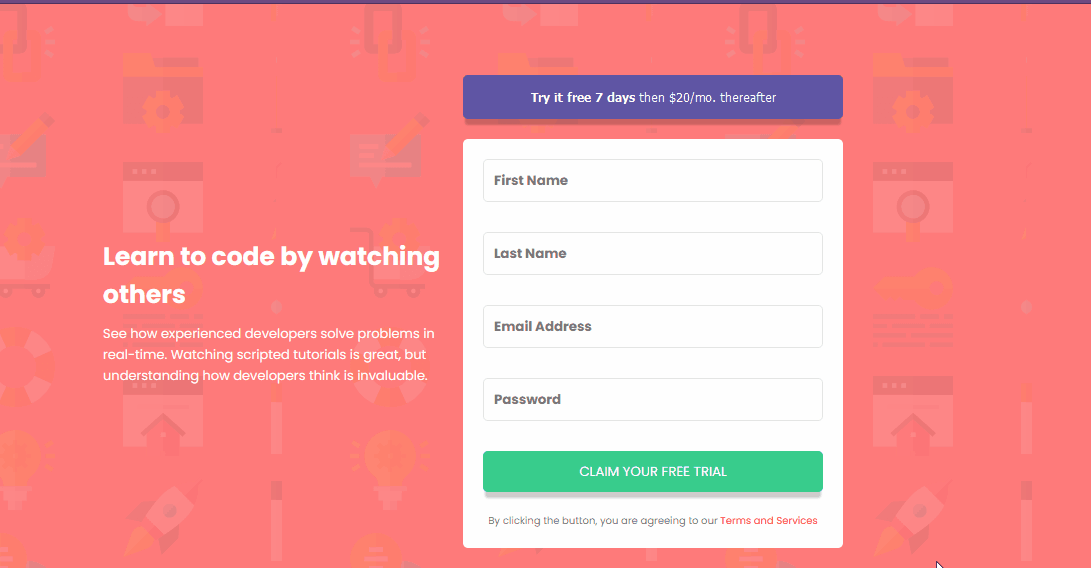 Try it free 7 days then $20/mo. thereafter
First Name
Last Name
Learn to code by watching
others
Email Address
See how experienced developers solve problems in
real-time. Watching scripted tutorials is great, but
understanding how developers think is invaluable.
Password
CLAIM YOUR FREE TRIAL
By clicking the button, you are agreeing to our Terms and Services